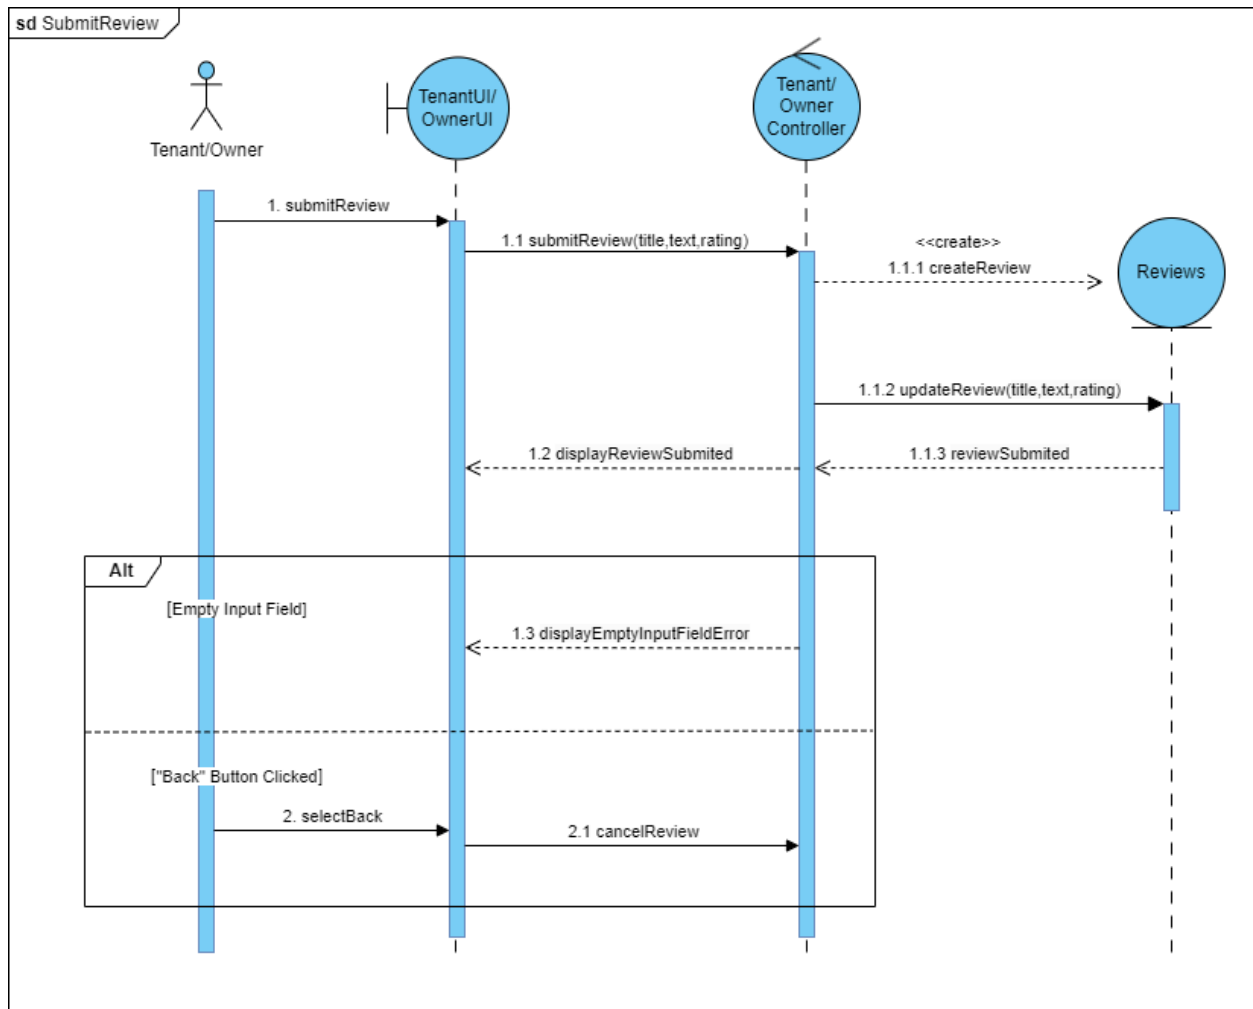 sd SubmitReview
Tenant/Owner
TenantUI/
OwnerUI
Tenant/
Owner
Controller
1. submitReview
1.1 submitReview(title,text,rating)
<<create>>
1.1.1 createReview
Reviews
1.1.2 updateReview(title,text,rating)
1.2 displayReviewSubmited
1.1.3 reviewSubmited
Alt
[Empty Input Field]
1.3 displayEmptyInputFieldError
["Back" Button Clicked]
2. selectBack
2.1 cancelReview